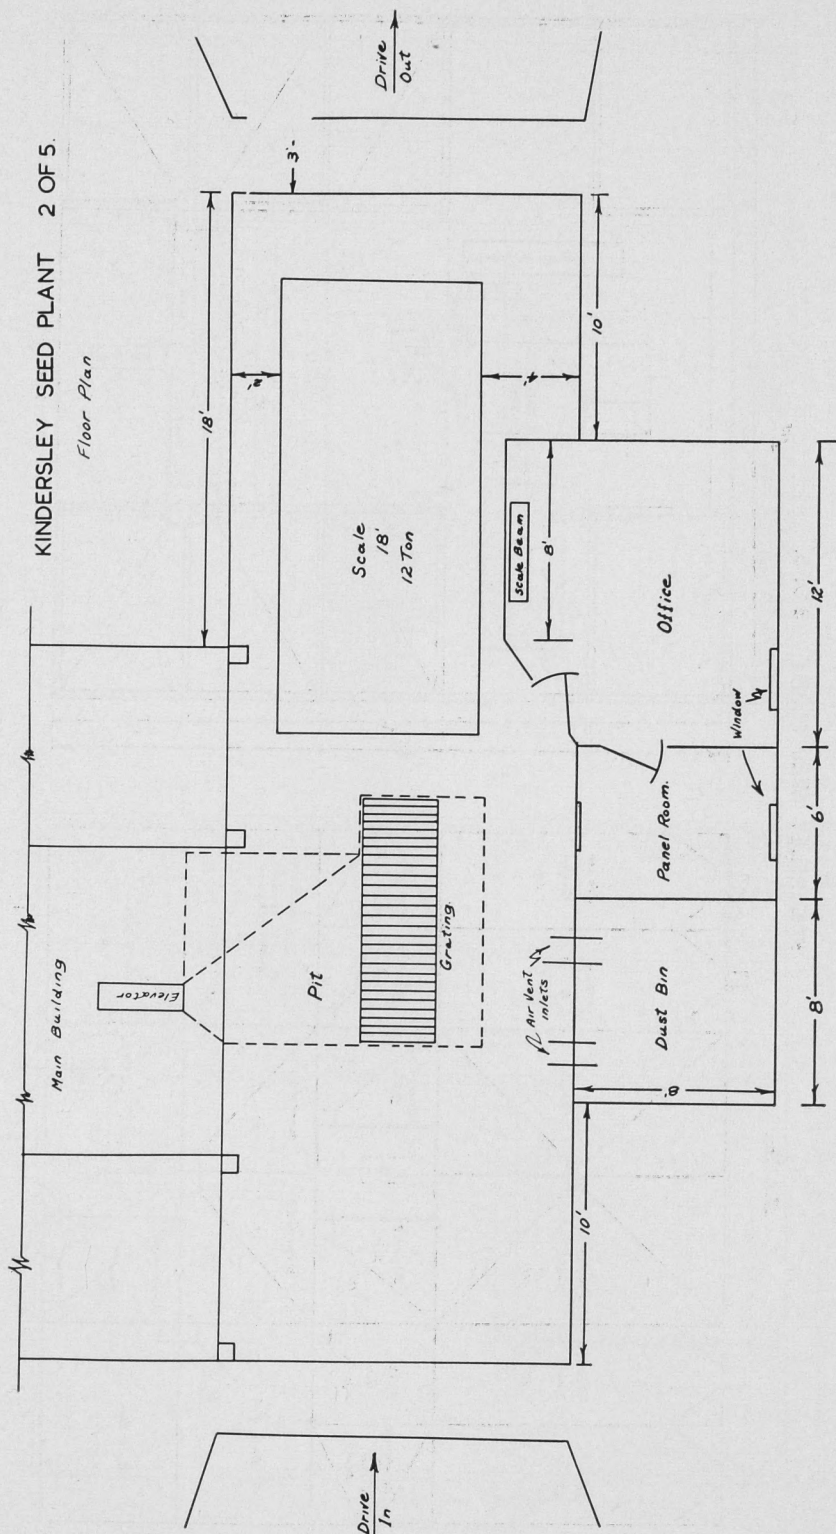 KINDERSLEY SEED PLANT 2 OF 5.
Floor Plan
Drive
Out
3'
18'
10'
2'
4'
Scale
18'
12 Ton
Scale Beam
8'
Office
12'
Window
Panel Room.
6'
Main Building
Elevator
Pit
Grating.
Air Vent
inlets
Dust Bin
8'
8'
10'
Drive
In